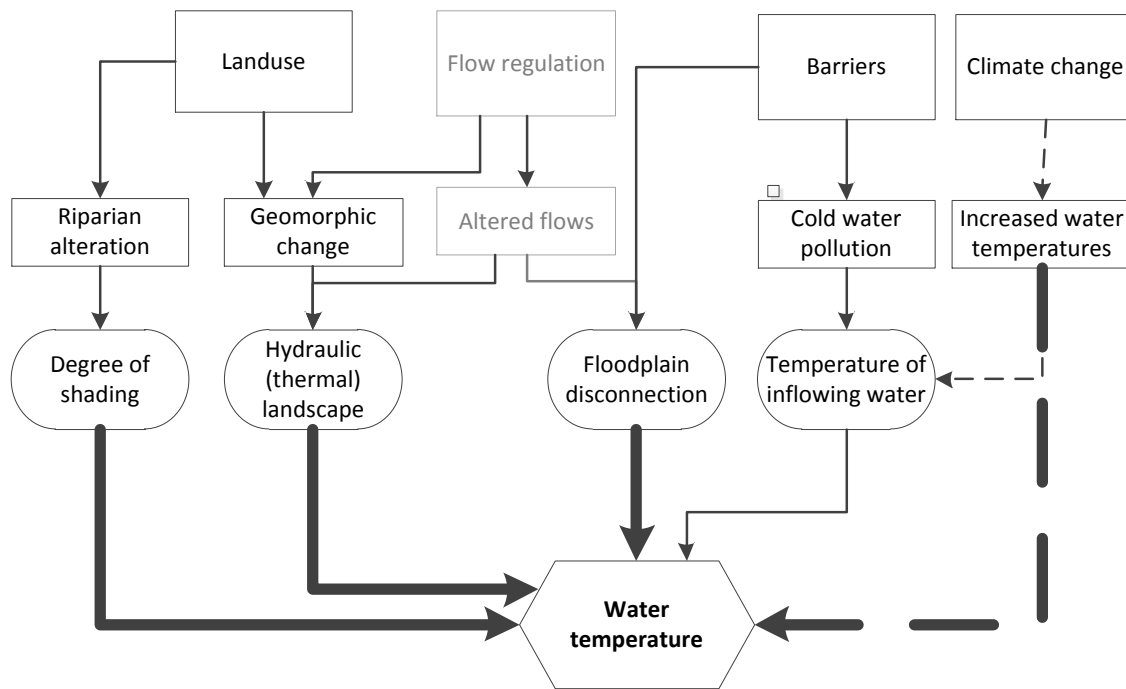 Landuse
Flow regulation
Barriers
Climate change
Riparian
alteration
Geomorphic
change
Altered flows
Cold water
pollution
Increased water
temperatures
Degree of
shading
Hydraulic
(thermal)
landscape
Floodplain
disconnection
Temperature of
inflowing water
Water
temperature